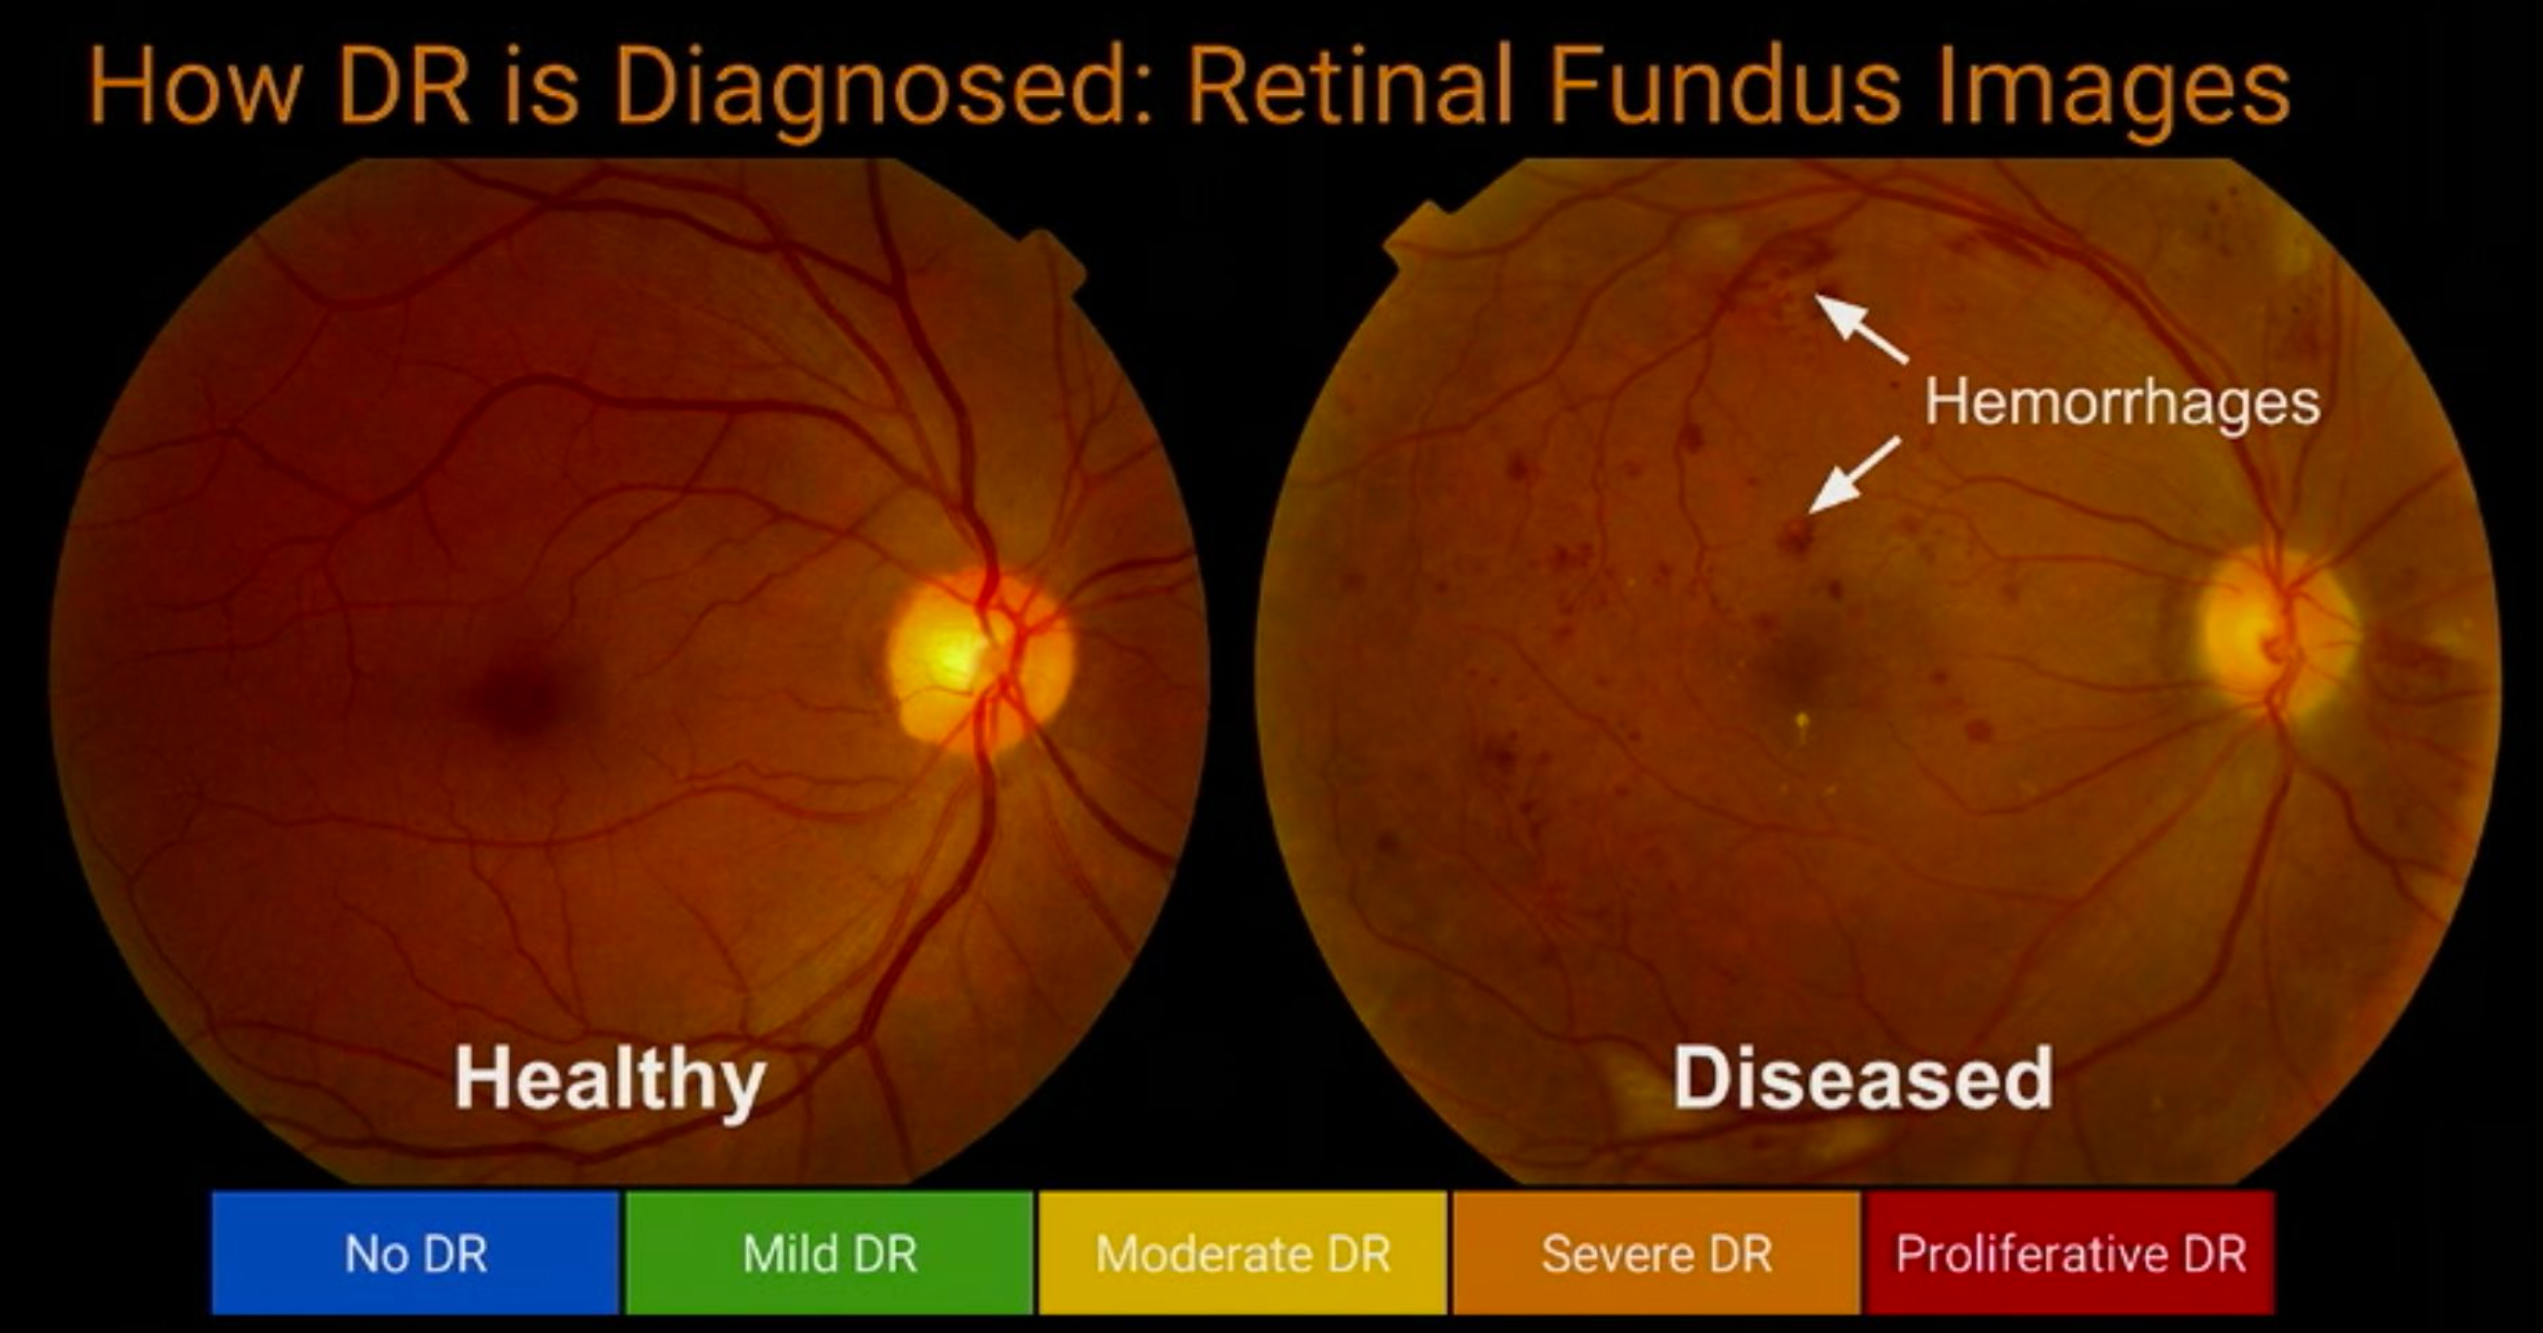 How DR is Diagnosed: Retinal Fundus Images
Hemorrhages
Healthy
Diseased
No DR
Mild DR
Moderate DR
Severe DR
Proliferative DR